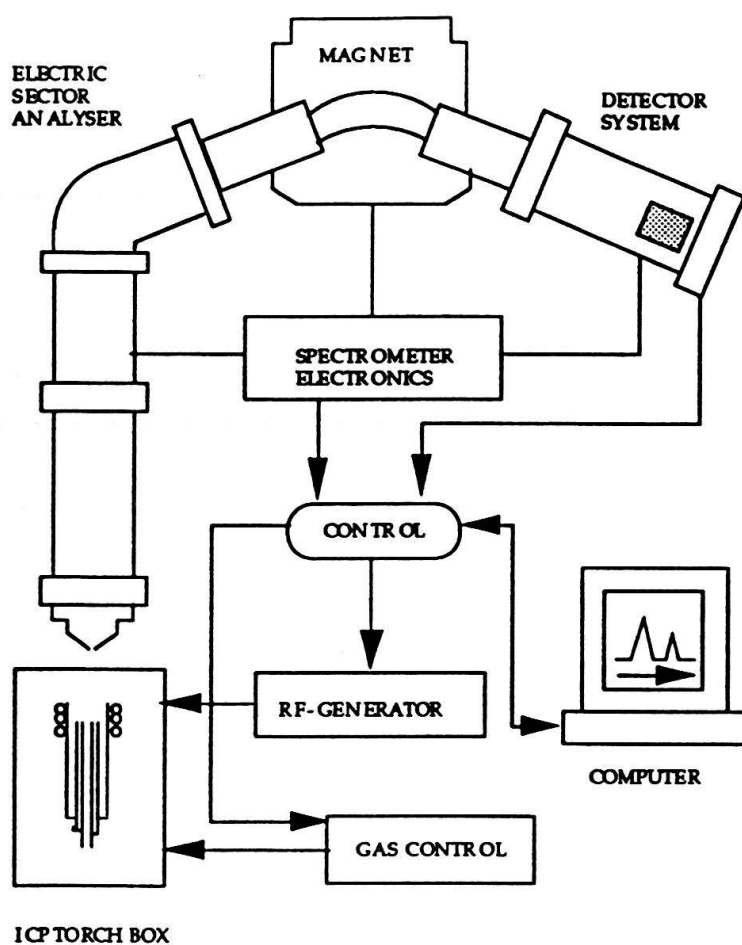 MAGNET
ELECTRIC
SECTOR
ANALYSER
DETECTOR
SYSTEM
SPECTROMETER
ELECTRONICS
CONTROL
RF-GENERATOR
COMPUTER
GAS CONTROL
ICP TORCH BOX